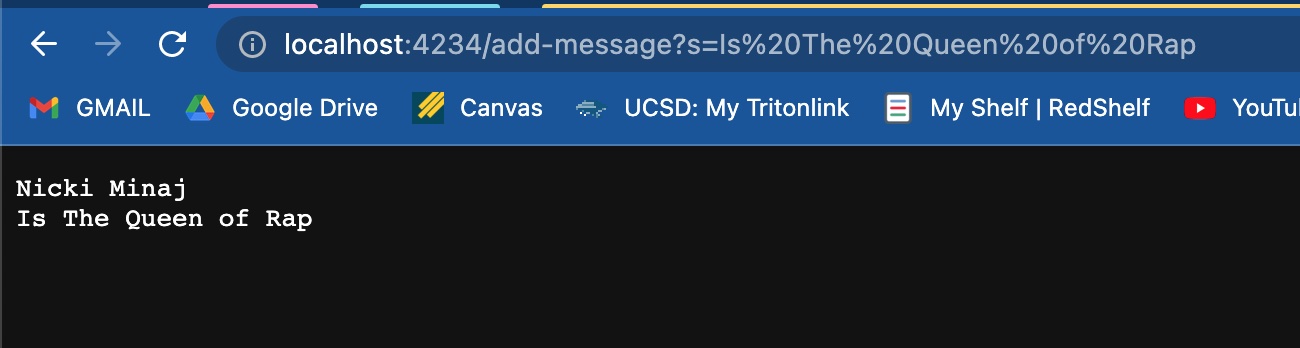 localhost:4234/add-message?s=Is%20The%20Queen%20of%20Rap
GMAIL Google Drive Canvas UCSD: My Tritonlink My Shelf | RedShelf YouTu
Nicki Minaj
Is The Queen of Rap